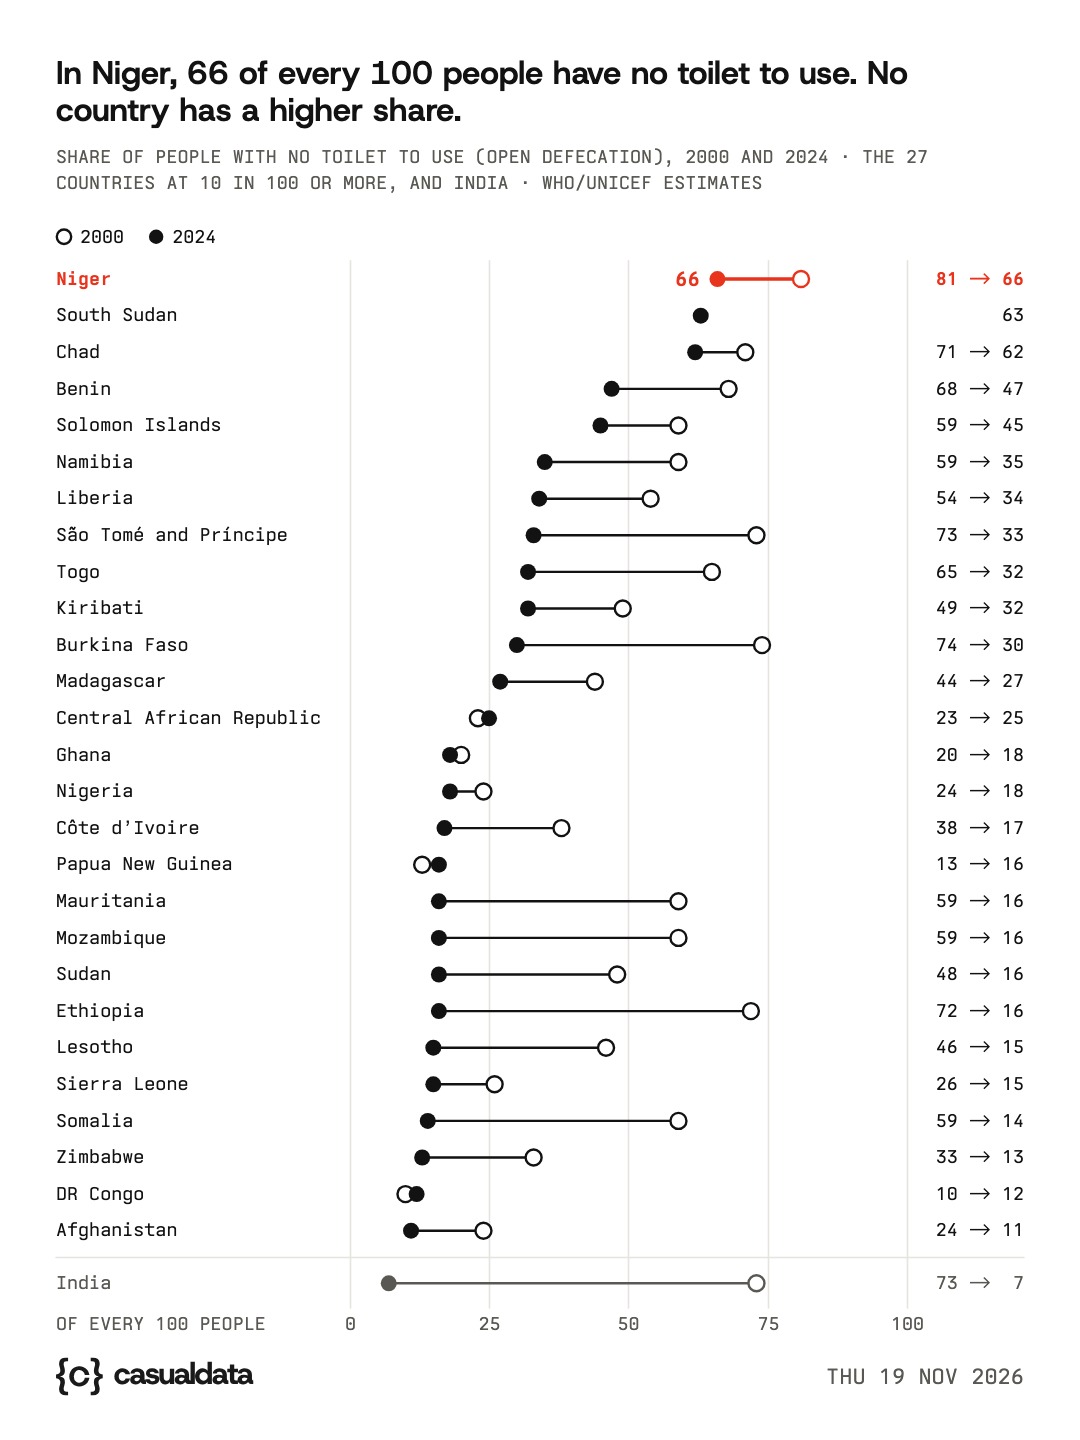 In Niger, 66 of every 100 people have no toilet to use. No
country has a higher share.
SHARE OF PEOPLE WITH NO TOILET TO USE (OPEN DEFECATION), 2000 AND 2024 · THE 27
COUNTRIES AT 10 IN 100 OR MORE, AND INDIA · WHO/UNICEF ESTIMATES
2000 2024
Niger 66 81 → 66
South Sudan 63
Chad 71 → 62
Benin 68 → 47
Solomon Islands 59 → 45
Namibia 59 → 35
Liberia 54 → 34
São Tomé and Príncipe 73 → 33
Togo 65 → 32
Kiribati 49 → 32
Burkina Faso 74 → 30
Madagascar 44 → 27
Central African Republic 23 → 25
Ghana 20 → 18
Nigeria 24 → 18
Côte d’Ivoire 38 → 17
Papua New Guinea 13 → 16
Mauritania 59 → 16
Mozambique 59 → 16
Sudan 48 → 16
Ethiopia 72 → 16
Lesotho 46 → 15
Sierra Leone 26 → 15
Somalia 59 → 14
Zimbabwe 33 → 13
DR Congo 10 → 12
Afghanistan 24 → 11
India 73 → 7
OF EVERY 100 PEOPLE 0 25 50 75 100
{c} casualdata THU 19 NOV 2026